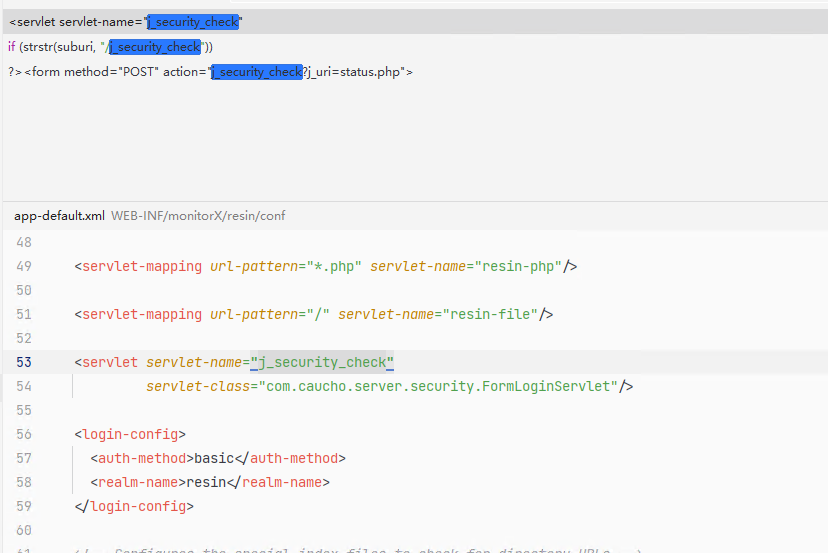 <servlet servlet-name="j_security_check"
if (strstr(suburi, "/j_security_check"))
?><form method="POST" action="j_security_check?j_uri=status.php">
app-default.xml WEB-INF/monitorX/resin/conf
48
49 <servlet-mapping url-pattern="*.php" servlet-name="resin-php"/>
50
51 <servlet-mapping url-pattern="/" servlet-name="resin-file"/>
52
53 <servlet servlet-name="j_security_check"
54 servlet-class="com.caucho.server.security.FormLoginServlet"/>
55
56 <login-config>
57 <auth-method>basic</auth-method>
58 <realm-name>resin</realm-name>
59 </login-config>
60